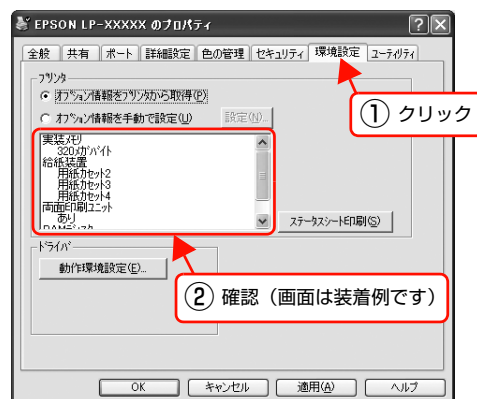 EPSON LP-XXXXX のプロパティ
全般 共有 ポート 詳細設定 色の管理 セキュリティ 環境設定 ユーティリティ
プリンタ
オプション情報をプリンタから取得(P)
オプション情報を手動で設定(U) 設定(N)...
① クリック
実装メモリ
320メガバイト
給紙装置
用紙カセット2
用紙カセット3
用紙カセット4
両面印刷ユニット
あり
ステータスシート印刷(S)
ドライバ
動作環境設定(E)...
② 確認（画面は装着例です）
OK キャンセル 適用(A) ヘルプ